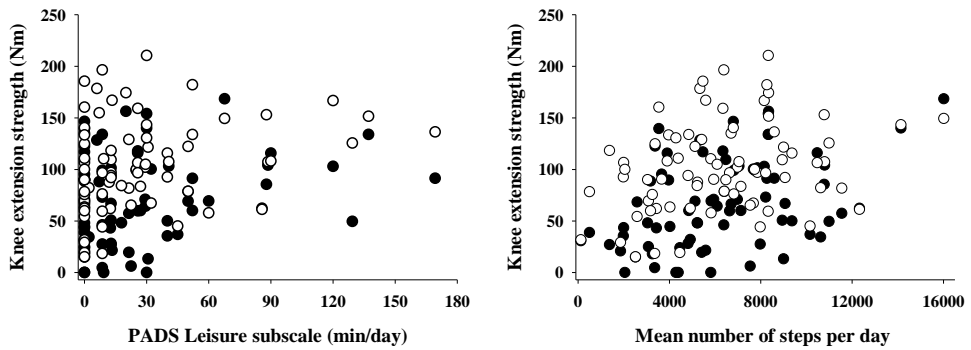 Knee extension strength (Nm)
250
200
150
100
50
0
0 30 60 90 120 150 180
PADS Leisure subscale (min/day)
Knee extension strength (Nm)
250
200
150
100
50
0
0 4000 8000 12000 16000
Mean number of steps per day